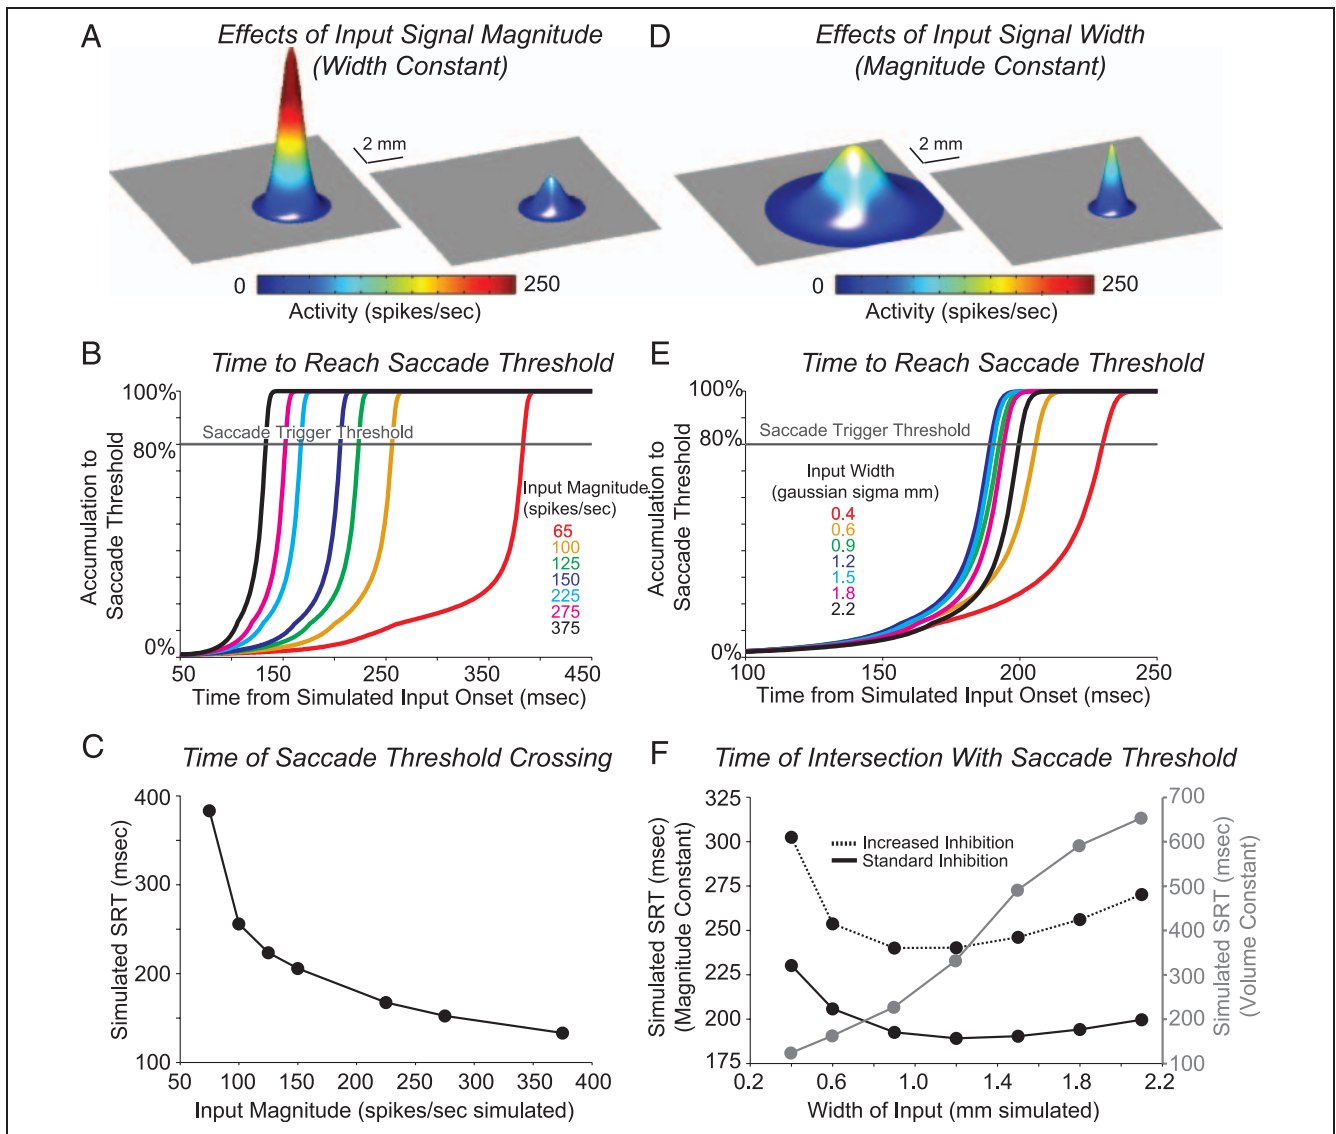 A
Effects of Input Signal Magnitude
(Width Constant)
2 mm
0
250
Activity (spikes/sec)
D
Effects of Input Signal Width
(Magnitude Constant)
2 mm
0
250
Activity (spikes/sec)
B
Time to Reach Saccade Threshold
Accumulation to
Saccade Threshold
100%
80%
0%
Saccade Trigger Threshold
Input Magnitude
(spikes/sec)
65
100
125
150
225
275
375
50
150
250
350
450
Time from Simulated Input Onset (msec)
E
Time to Reach Saccade Threshold
Accumulation to
Saccade Threshold
100%
80%
0%
Saccade Trigger Threshold
Input Width
(gaussian sigma mm)
0.4
0.6
0.9
1.2
1.5
1.8
2.2
100
150
200
250
Time from Simulated Input Onset (msec)
C
Time of Saccade Threshold Crossing
Simulated SRT (msec)
400
300
200
100
50
100
150
200
250
300
350
400
Input Magnitude (spikes/sec simulated)
F
Time of Intersection With Saccade Threshold
Simulated SRT (msec)
(Magnitude Constant)
325
300
275
250
225
200
175
Increased Inhibition
Standard Inhibition
700
600
500
400
300
200
100
Simulated SRT (msec)
(Volume Constant)
0.2
0.6
1.0
1.4
1.8
2.2
Width of Input (mm simulated)